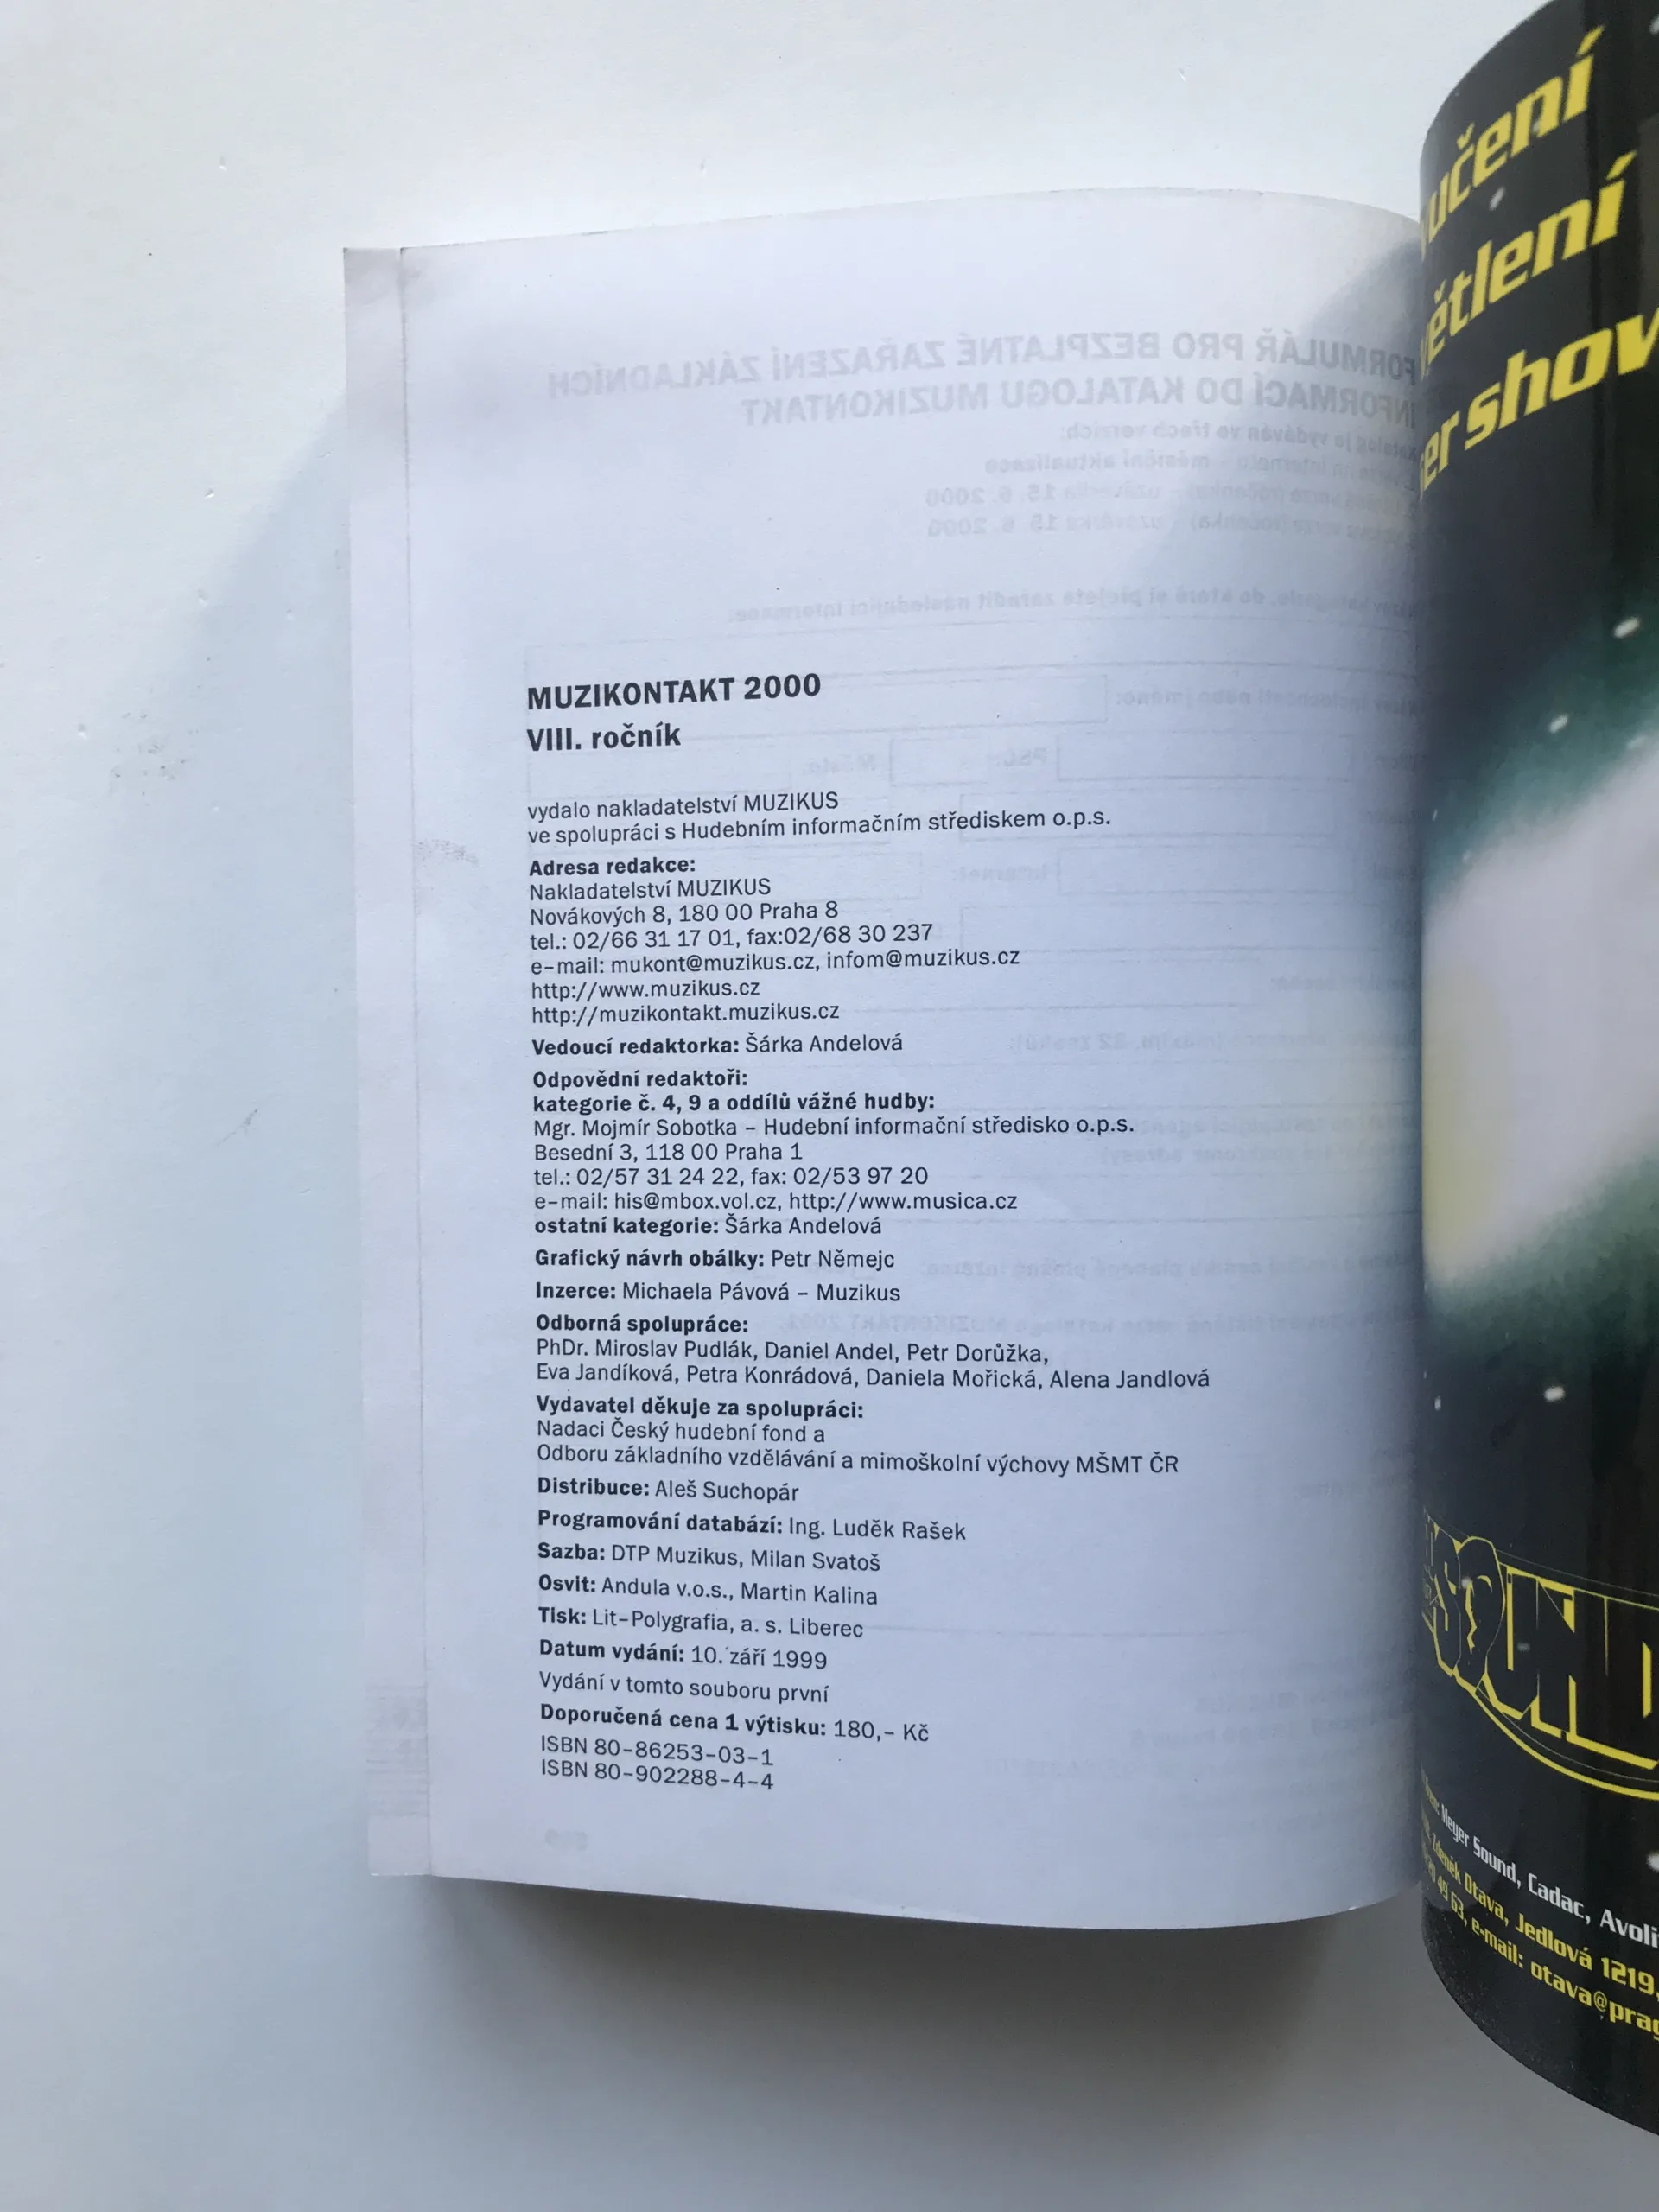 MUZIKONTAKT 2000
VIII. ročník
vydalo nakladatelství MUZIKUS
ve spolupráci s Hudebním informačním střediskem o.p.s.
Adresa redakce:
Nakladatelství MUZIKUS
Novákových 8, 180 00 Praha 8
tel.: 02/66 31 17 01, fax:02/68 30 237
e-mail: mukont@muzikus.cz, infom@muzikus.cz
http://www.muzikus.cz
http://muzikontakt.muzikus.cz
Vedoucí redaktorka: Šárka Andelová
Odpovědní redaktoři:
kategorie č. 4, 9 a oddílů vážné hudby:
Mgr. Mojmír Sobotka – Hudební informační středisko o.p.s.
Besední 3, 118 00 Praha 1
tel.: 02/57 31 24 22, fax: 02/53 97 20
e-mail: his@mbox.vol.cz, http://www.musica.cz
ostatní kategorie: Šárka Andelová
Grafický návrh obálky: Petr Němejc
Inzerce: Michaela Pávová – Muzikus
Odborná spolupráce:
PhDr. Miroslav Pudlák, Daniel Andel, Petr Dorůžka,
Eva Jandíková, Petra Konrádová, Daniela Mořická, Alena Jandlová
Vydavatel děkuje za spolupráci:
Nadaci Český hudební fond a
Odboru základního vzdělávání a mimoškolní výchovy MŠMT ČR
Distribuce: Aleš Suchopár
Programování databází: Ing. Luděk Rašek
Sazba: DTP Muzikus, Milan Svatoš
Osvit: Andula v.o.s., Martin Kalina
Tisk: Lit-Polygrafia, a. s. Liberec
Datum vydání: 10. září 1999
Vydání v tomto souboru první
Doporučená cena 1 výtisku: 180,- Kč
ISBN 80-86253-03-1
ISBN 80-902288-4-4
učení
větlení
er show
SOUND
Meyer Sound, Cadac, Avoli
Zdeněk Otava, Jedlová 1219,
49 63, e-mail: otava@prag